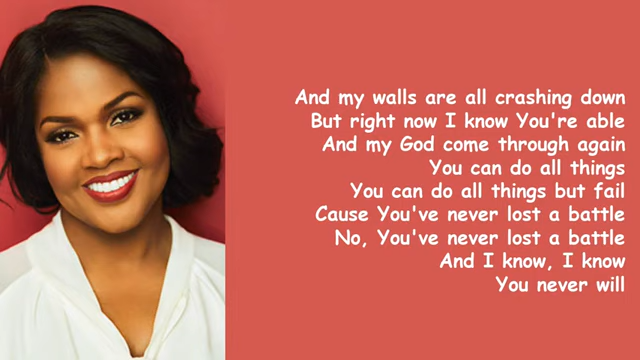 And my walls are all crashing down
But right now I know You're able
And my God come through again
You can do all things
You can do all things but fail
Cause You've never lost a battle
No, You've never lost a battle
And I know, I know
You never will